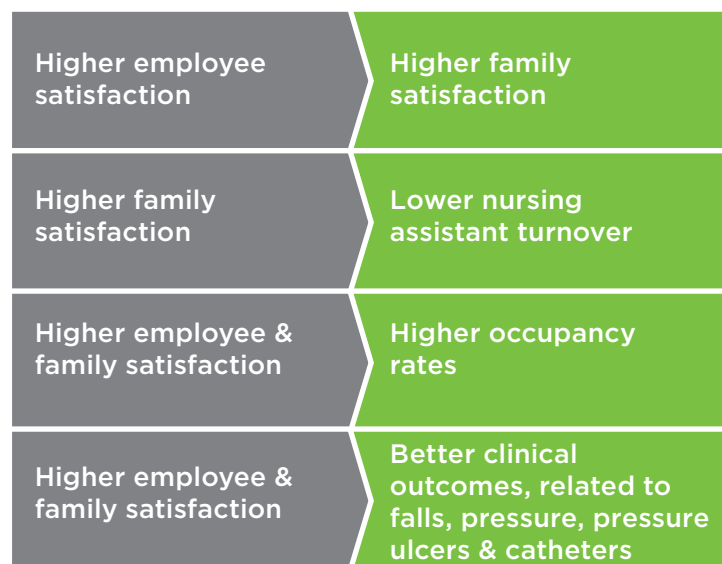 Higher employee
satisfaction
Higher family
satisfaction
Higher family
satisfaction
Lower nursing
assistant turnover
Higher employee &
family satisfaction
Higher occupancy
rates
Higher employee &
family satisfaction
Better clinical
outcomes, related to
falls, pressure, pressure
ulcers & catheters